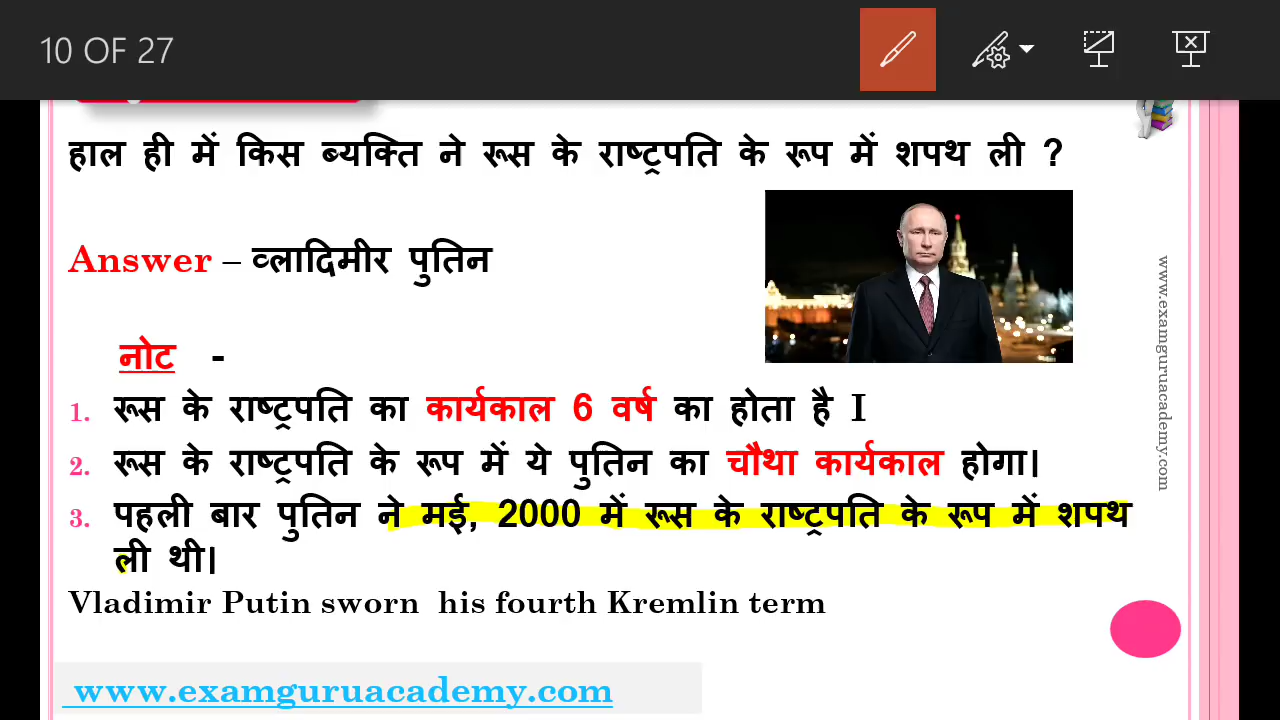 10 OF 27
हाल ही में किस ब्यक्ति ने रूस के राष्ट्रपति के रूप में शपथ ली ?
Answer – व्लादिमीर पुतिन
नोट -
1. रूस के राष्ट्रपति का कार्यकाल 6 वर्ष का होता है I
2. रूस के राष्ट्रपति के रूप में ये पुतिन का चौथा कार्यकाल होगा।
3. पहली बार पुतिन ने मई, 2000 में रूस के राष्ट्रपति के रूप में शपथ
ली थी।
Vladimir Putin sworn his fourth Kremlin term
www.examguruacademy.com
www.examguruacademy.com